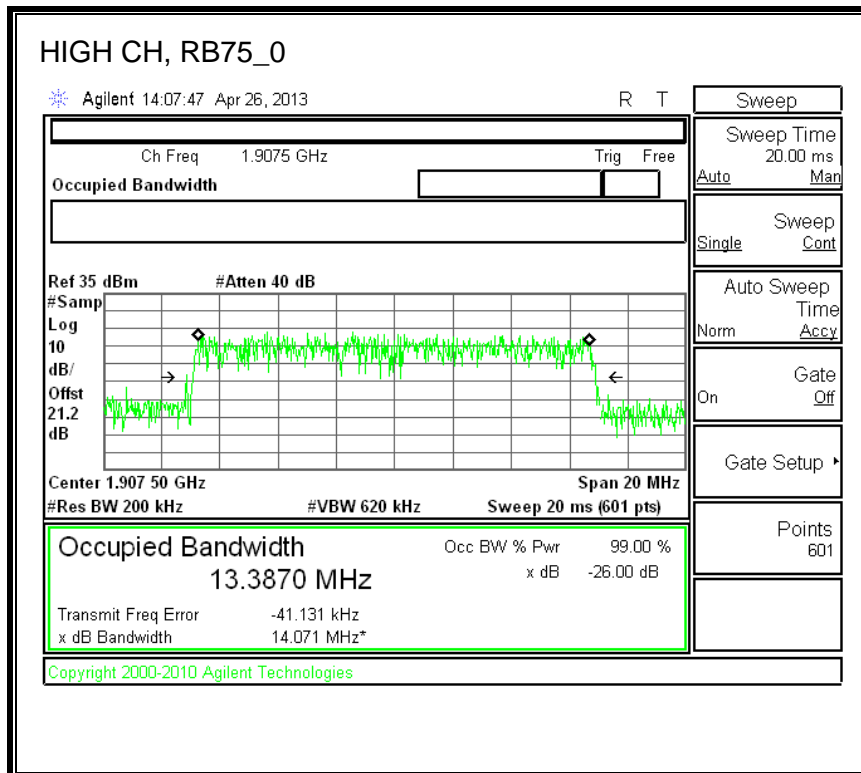 HIGH CH, RB75_0
Agilent 14:07:47 Apr 26, 2013 R T
Ch Freq 1.9075 GHz Trig Free
Occupied Bandwidth
Ref 35 dBm #Atten 40 dB
#Samp
Log
10
dB/
Offst
21.2
dB
Center 1.907 50 GHz Span 20 MHz
#Res BW 200 kHz #VBW 620 kHz Sweep 20 ms (601 pts)
Occupied Bandwidth Occ BW % Pwr 99.00 %
13.3870 MHz x dB -26.00 dB
Transmit Freq Error -41.131 kHz
x dB Bandwidth 14.071 MHz*
Copyright 2000-2010 Agilent Technologies
Sweep
Sweep Time
20.00 ms
Auto Man
Sweep
Single Cont
Auto Sweep
Time
Norm Accy
Gate
On Off
Gate Setup
Points
601